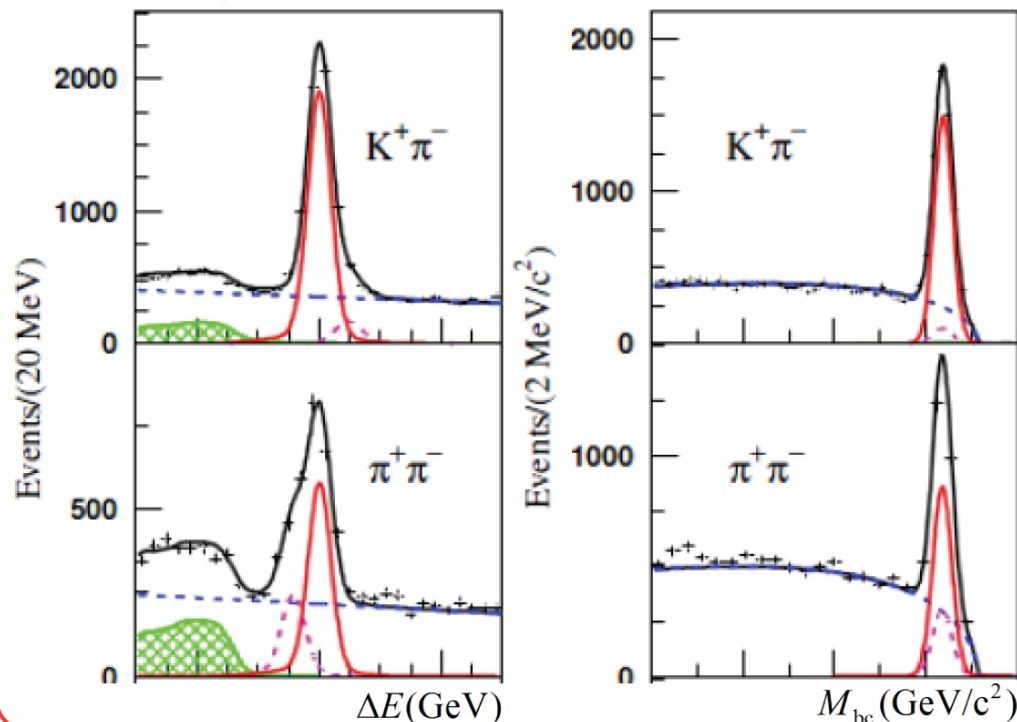 2000
1000
0
K⁺π⁻
500
0
π⁺π⁻
Events/(20 MeV)
ΔE(GeV)
2000
1000
0
K⁺π⁻
1000
0
π⁺π⁻
Events/(2 MeV/c²)
M_bc(GeV/c²)